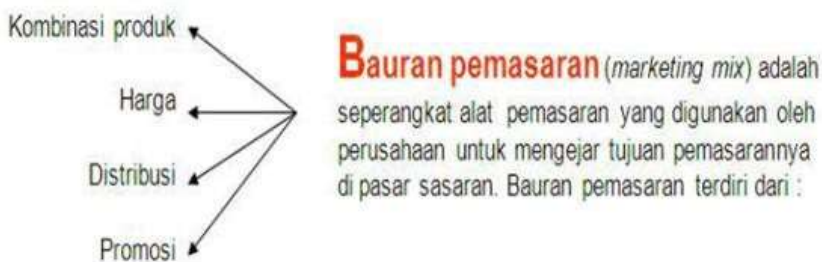 Kombinasi produk
Harga
Distribusi
Promosi
Bauran pemasaran (marketing mix) adalah
seperangkat alat pemasaran yang digunakan oleh
perusahaan untuk mengejar tujuan pemasarannya
di pasar sasaran. Bauran pemasaran terdiri dari :